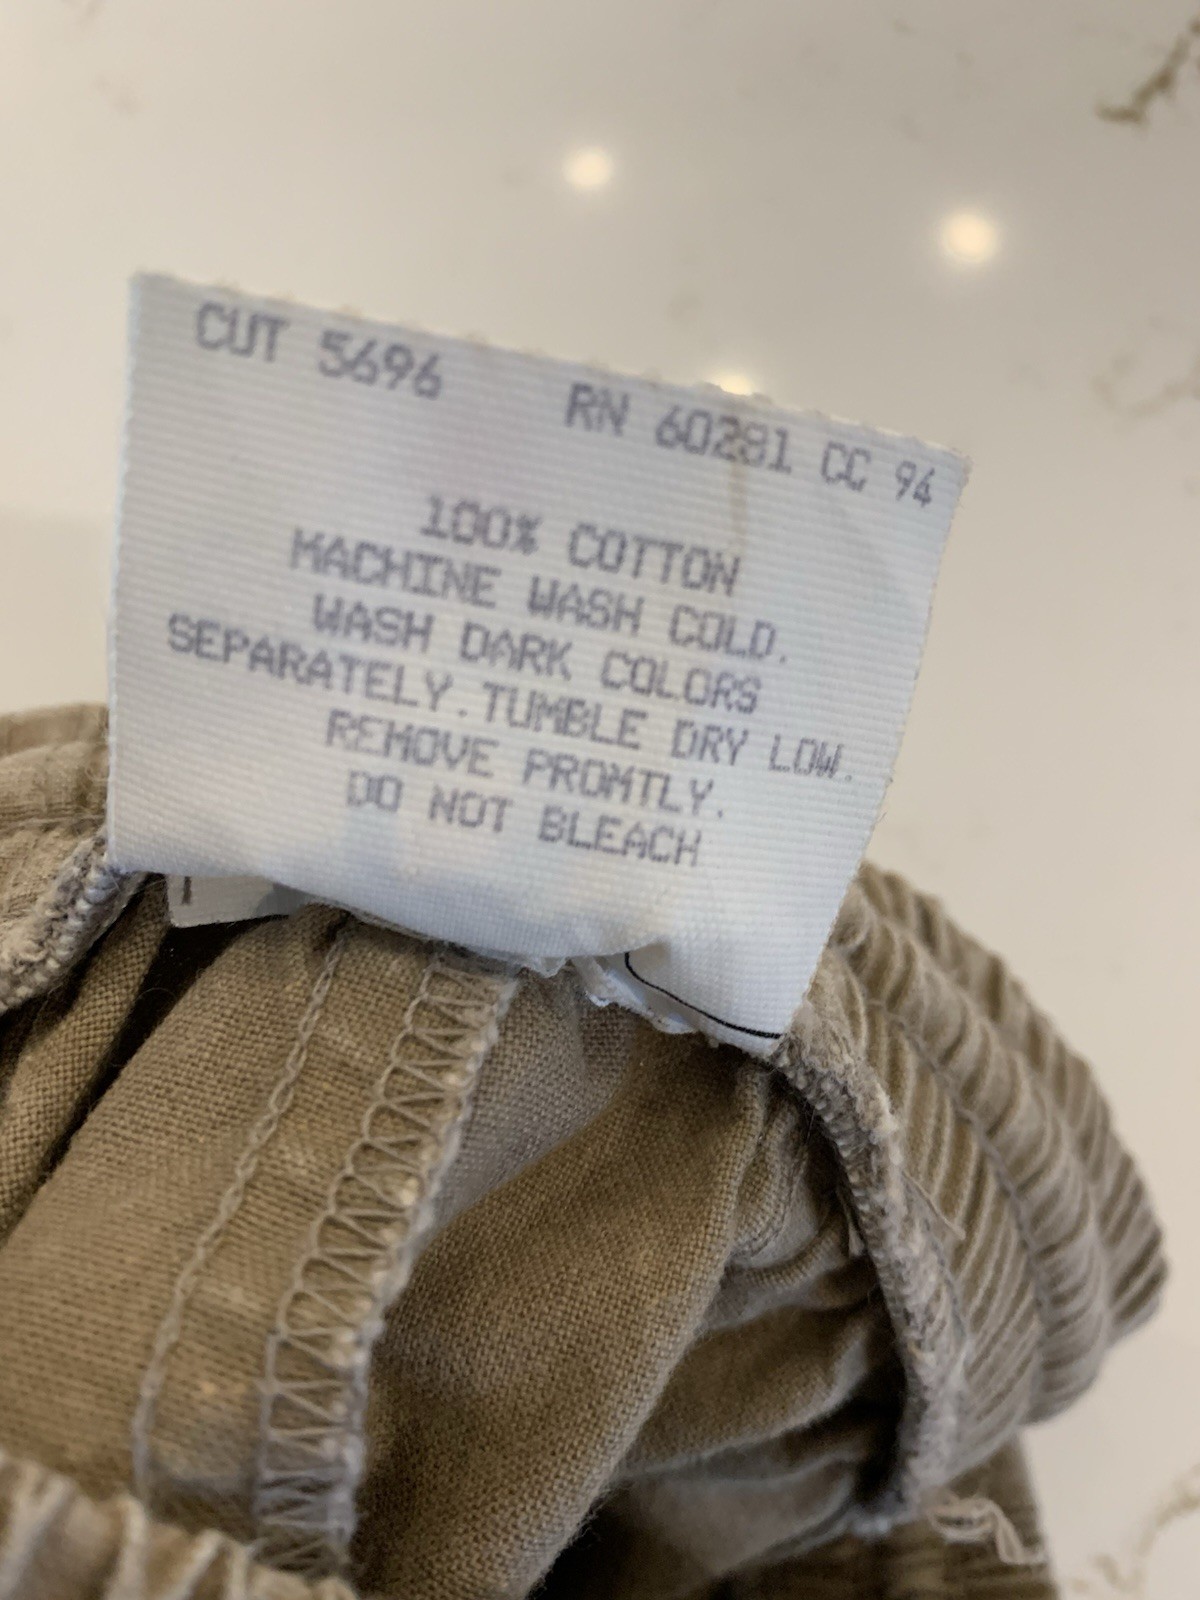 CUT 5696 RN 60281 CC 94
100% COTTON
MACHINE WASH COLD.
WASH DARK COLORS
SEPARATELY.TUMBLE DRY LOW.
REMOVE PROMTLY.
DO NOT BLEACH